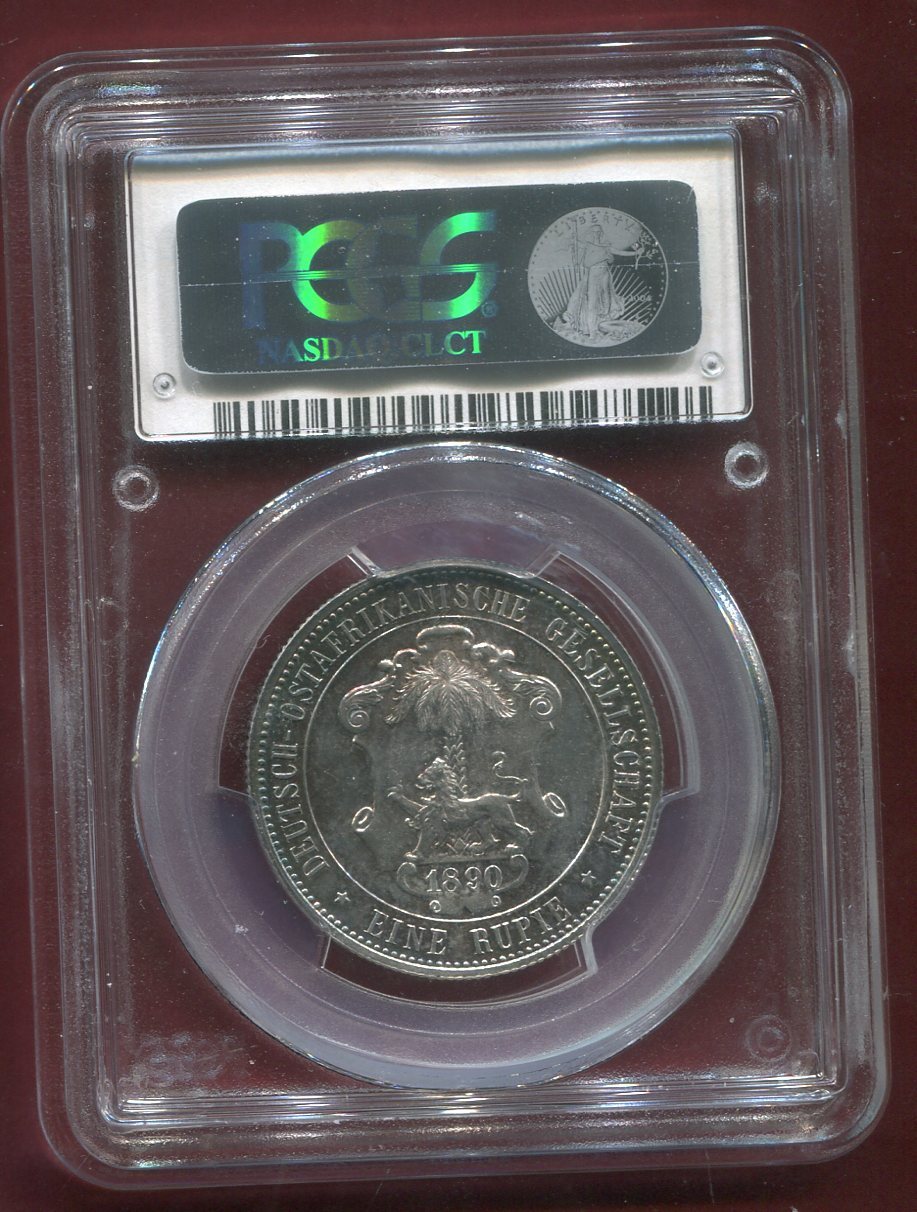 PCGS®
NASDAQ:CLCT
LIBERTY
DEUTSCH-OSTAFRIKANISCHE GESELLSCHAFT
1890
★ EINE RUPIE ★